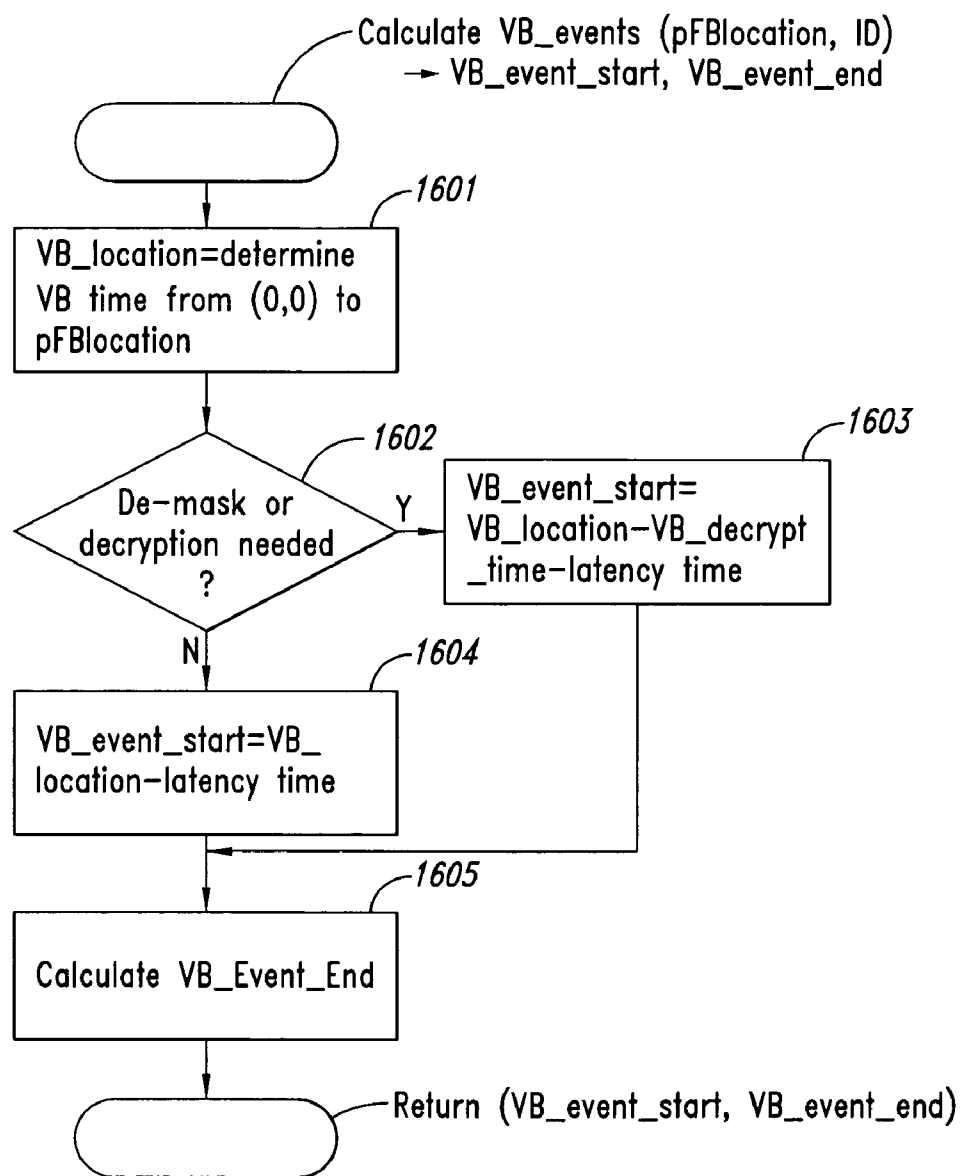 Calculate VB_events (pFBlocation, ID)
→ VB_event_start, VB_event_end
1601
VB_location=determine
VB time from (0,0) to
pFBlocation
1602
De-mask or
decryption needed
?
Y
N
1603
VB_event_start=
VB_location-VB_decrypt
_time-latency time
1604
VB_event_start=VB_
location-latency time
1605
Calculate VB_Event_End
Return (VB_event_start, VB_event_end)